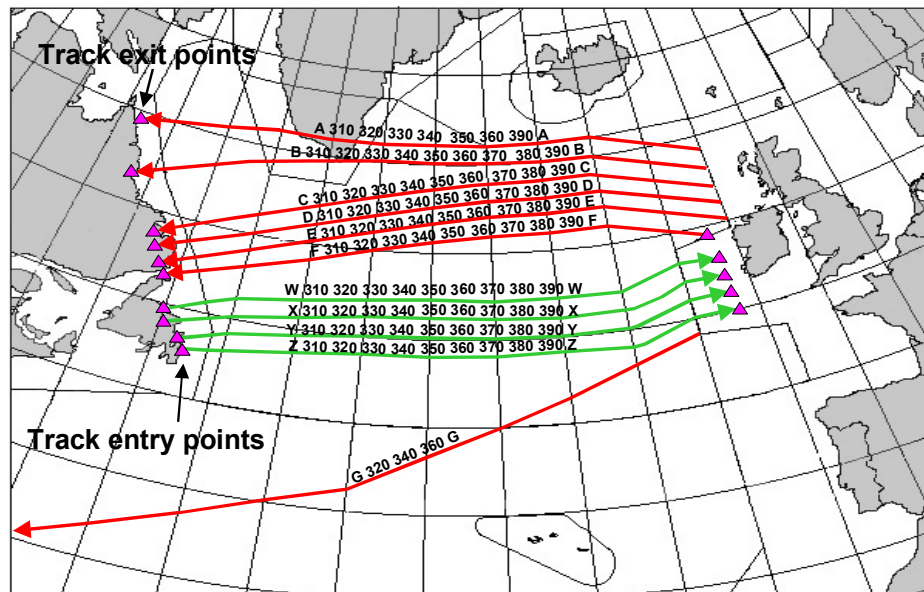 Track exit points
A 310 320 330 340 350 360 390 A
B 310 320 330 340 350 360 370 380 390 B
C 310 320 330 340 350 360 370 380 390 C
D 310 320 330 340 350 360 370 380 390 D
E 310 320 330 340 350 360 370 380 390 E
F 310 320 330 340 350 360 370 380 390 F
W 310 320 330 340 350 360 370 380 390 W
X 310 320 330 340 350 360 370 380 390 X
Y 310 320 330 340 350 360 370 380 390 Y
Z 310 320 330 340 350 360 370 380 390 Z
Track entry points
G 320 340 360 G